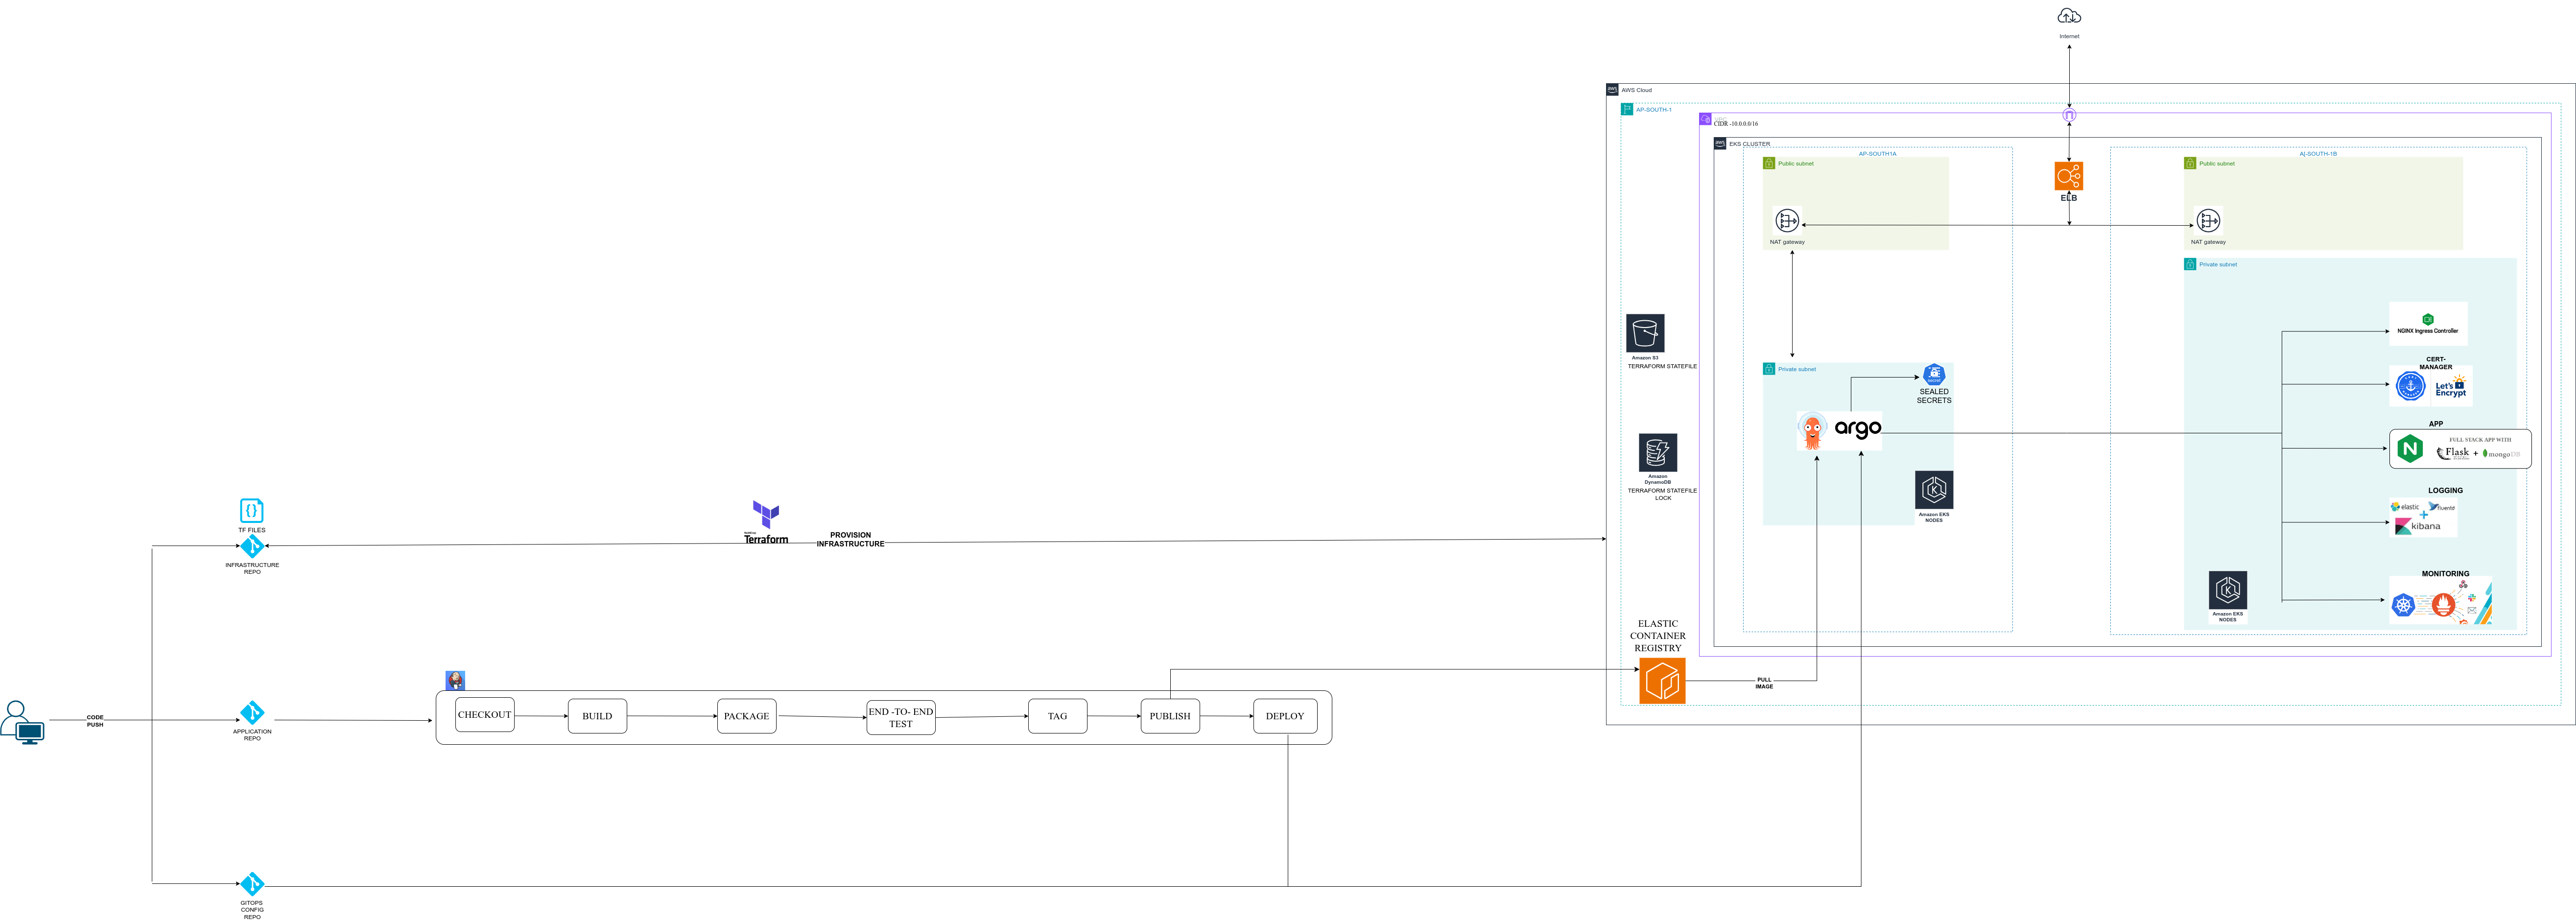 Internet
AWS Cloud
AP-SOUTH-1
CIDR -10.0.0.0/16
EKS CLUSTER
AP-SOUTH1A
A[-SOUTH-1B
Public subnet
Public subnet
ELB
NAT gateway
NAT gateway
Private subnet
Amazon S3
TERRAFORM STATEFILE
NGINX Ingress Controller
CERT-
MANAGER
Let's
Encrypt
Private subnet
SEALED
SECRETS
argo
APP
FULL STACK APP WITH
Flask + mongoDB
Amazon
DynamoDB
TERRAFORM STATEFILE
LOCK
LOGGING
elastic
fluentd
+
kibana
Amazon EKS
NODES
MONITORING
Amazon EKS
NODES
TF FILES
INFRASTRUCTURE
REPO
Terraform
PROVISION
INFRASTRUCTURE
ELASTIC
CONTAINER
REGISTRY
PULL
IMAGE
CODE
PUSH
APPLICATION
REPO
CHECKOUT
BUILD
PACKAGE
END -TO- END
TEST
TAG
PUBLISH
DEPLOY
GITOPS
CONFIG
REPO